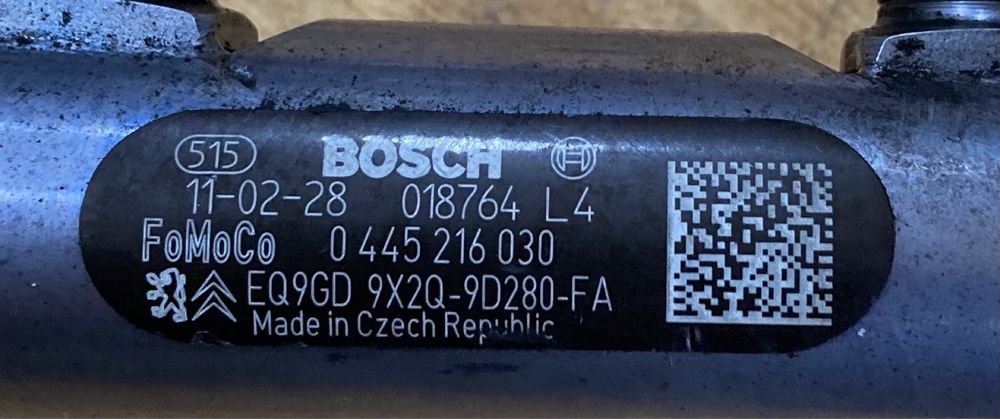 515 BOSCH
11-02-28 018764 L4
FoMoCo 0 445 216 030
EQ9GD 9X2Q-9D280-FA
Made in Czech Republic